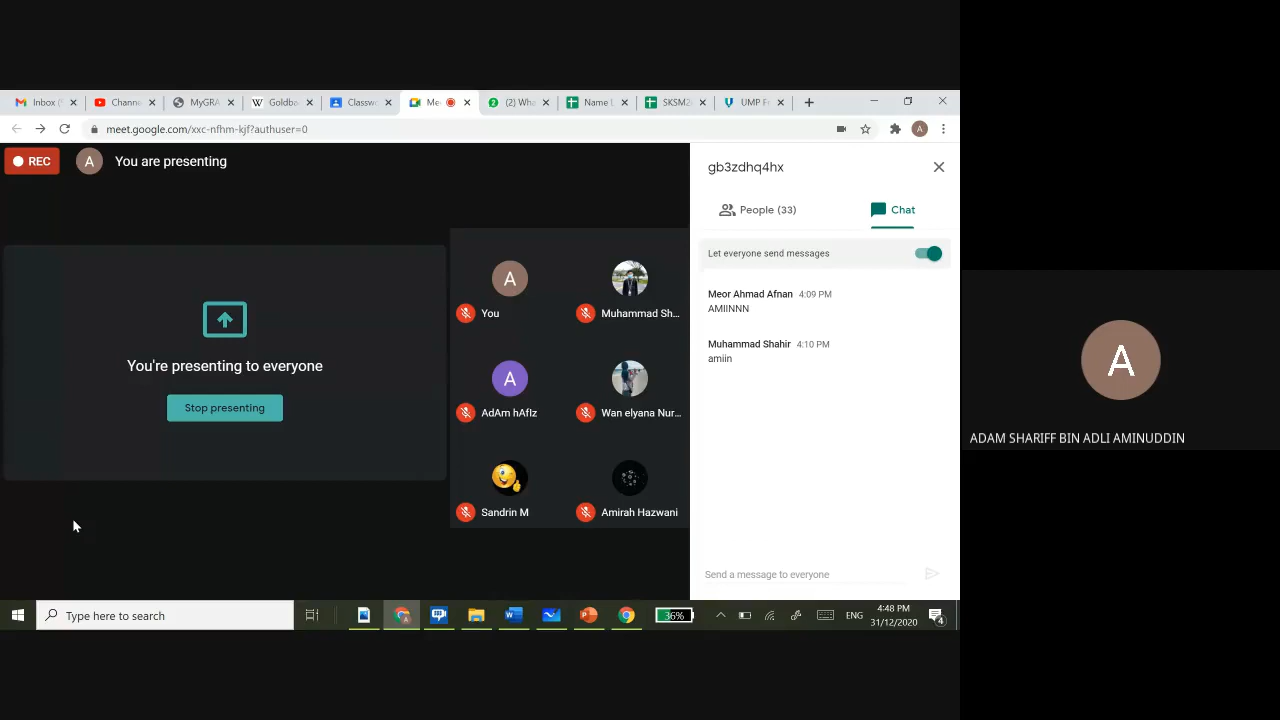 Inbox (
Channe
MyGRA
Goldba
Classwo
Me
(2) Wha
Name L
SKSM2
UMP F
meet.google.com/xxc-nfhm-kjf?authuser=0
REC
A
You are presenting
gb3zdhq4hx
People (33)
Chat
Let everyone send messages
Meor Ahmad Afnan 4:09 PM
AMIINNN
Muhammad Shahir 4:10 PM
amiin
You're presenting to everyone
Stop presenting
A
You
Muhammad Sh...
A
AdAm hAfIz
Wan elyana Nur...
Sandrin M
Amirah Hazwani
Send a message to everyone
A
ADAM SHARIFF BIN ADLI AMINUDDIN
Type here to search
36%
ENG
4:48 PM
31/12/2020
4